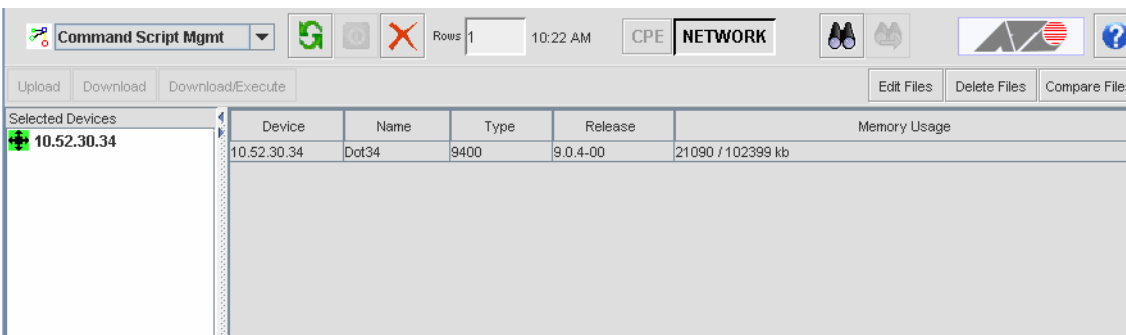 Command Script Mgmt Rows 1 10:22 AM CPE NETWORK ?
Upload Download Download/Execute Edit Files Delete Files Compare Files
Selected Devices
10.52.30.34
Device Name Type Release Memory Usage
10.52.30.34 Dot34 9400 9.0.4-00 21090 / 102399 kb